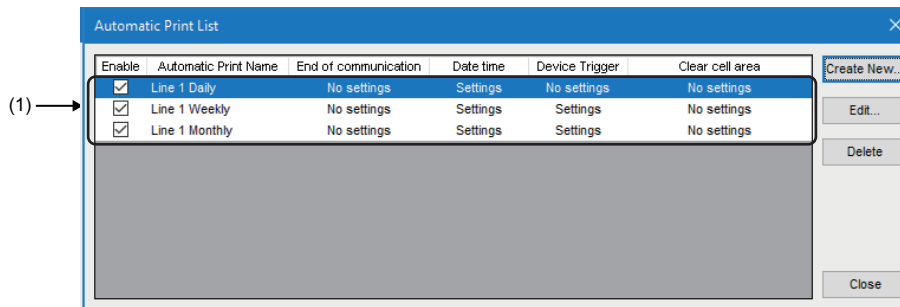 Automatic Print List
Enable Automatic Print Name End of communication Date time Device Trigger Clear cell area
Line 1 Daily No settings Settings No settings No settings
Line 1 Weekly No settings Settings Settings No settings
Line 1 Monthly No settings Settings Settings No settings
(1)
Create New...
Edit...
Delete
Close